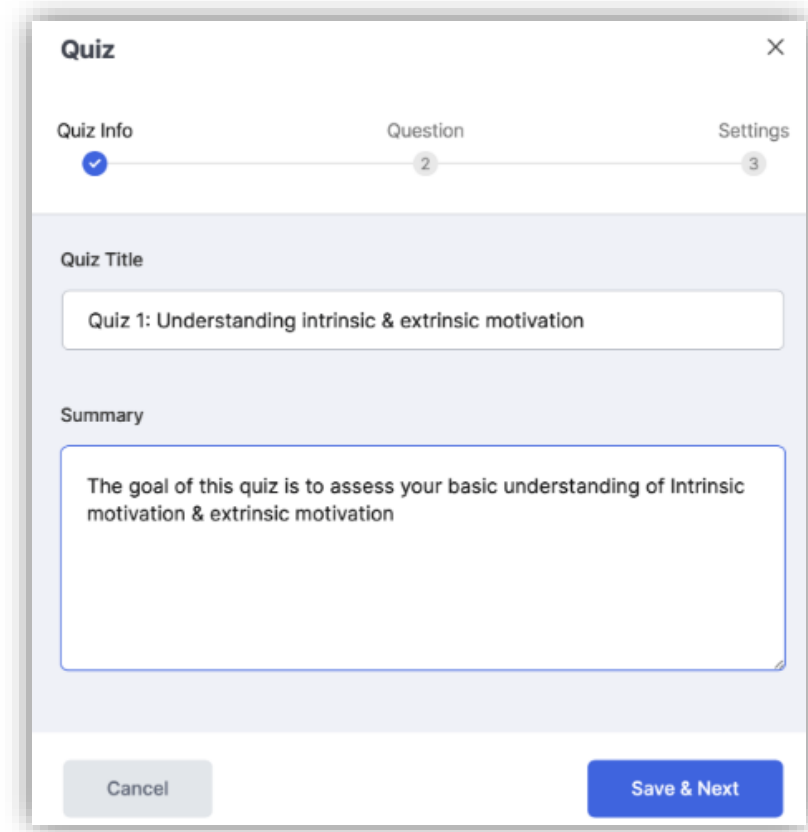 Quiz
Quiz Info
Question
Settings
2
3
Quiz Title
Quiz 1: Understanding intrinsic & extrinsic motivation
Summary
The goal of this quiz is to assess your basic understanding of Intrinsic
motivation & extrinsic motivation
Cancel
Save & Next